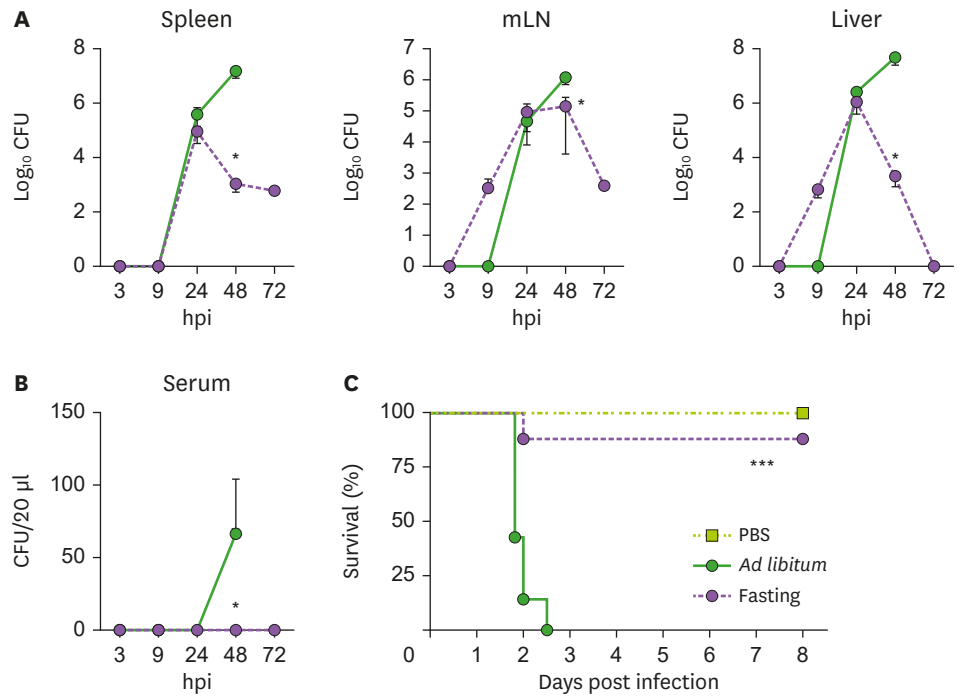 A
Spleen
Log₁₀ CFU
8
6
4
2
0
*
3 9 24 48 72
hpi
mLN
Log₁₀ CFU
7
6
5
4
3
2
1
0
*
3 9 24 48 72
hpi
Liver
Log₁₀ CFU
8
6
4
2
0
*
3 9 24 48 72
hpi
B
Serum
CFU/20 µl
150
100
50
0
*
3 9 24 48 72
hpi
C
Survival (%)
100
75
50
25
0 1 2 3 4 5 6 7 8
Days post infection
***
PBS
Ad libitum
Fasting